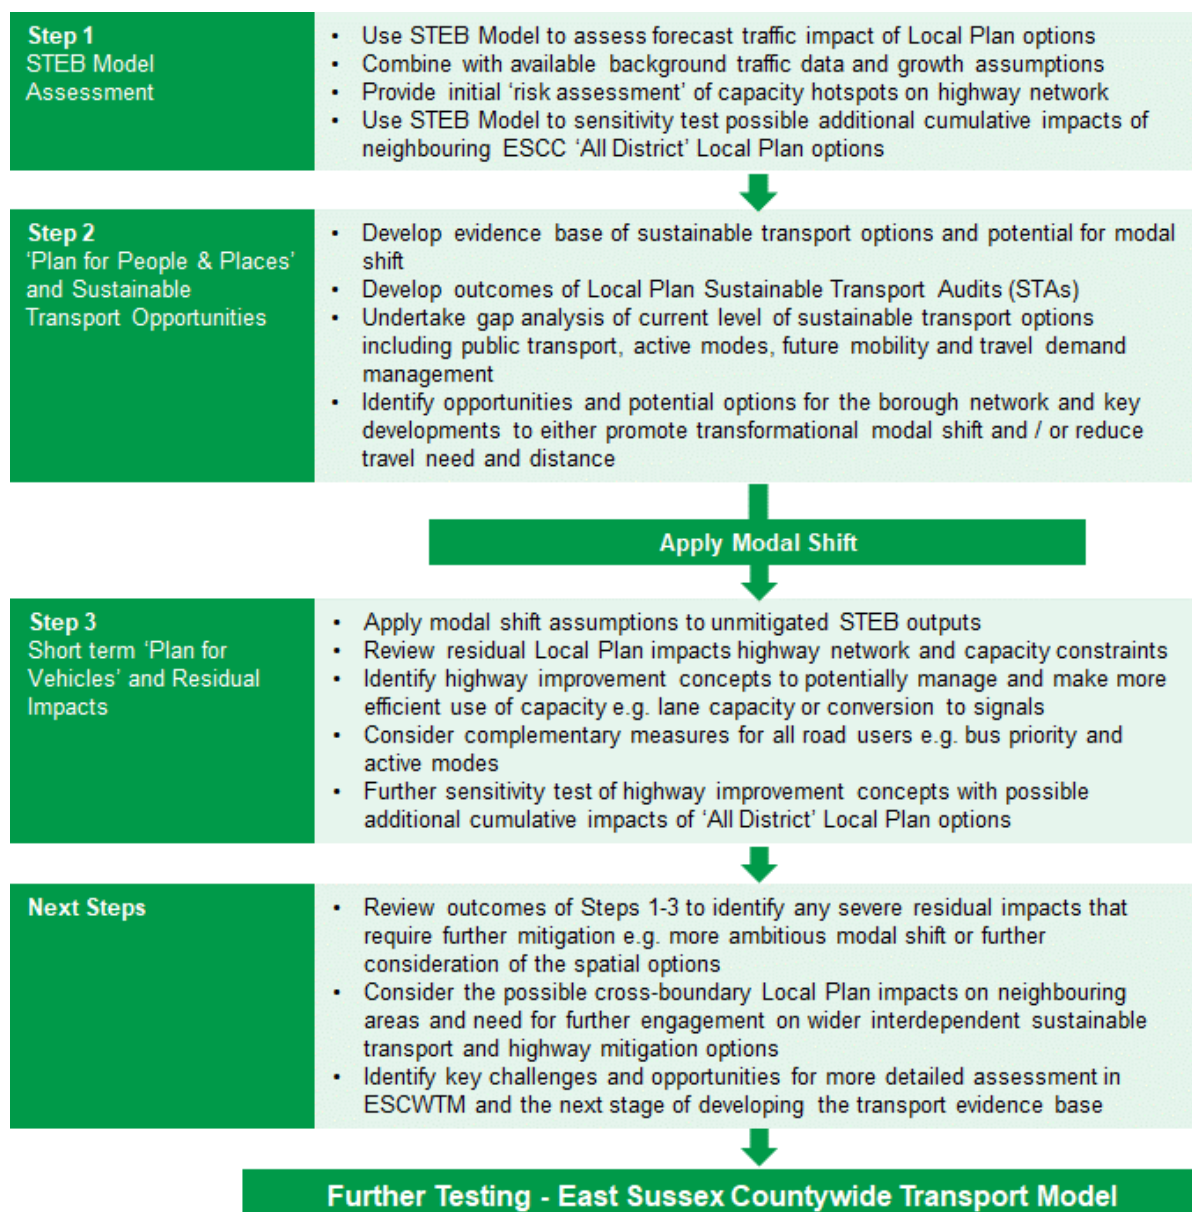 Step 1
STEB Model
Assessment
• Use STEB Model to assess forecast traffic impact of Local Plan options
• Combine with available background traffic data and growth assumptions
• Provide initial ‘risk assessment’ of capacity hotspots on highway network
• Use STEB Model to sensitivity test possible additional cumulative impacts of
neighbouring ESCC ‘All District’ Local Plan options
Step 2
‘Plan for People & Places’
and Sustainable
Transport Opportunities
• Develop evidence base of sustainable transport options and potential for modal
shift
• Develop outcomes of Local Plan Sustainable Transport Audits (STAs)
• Undertake gap analysis of current level of sustainable transport options
including public transport, active modes, future mobility and travel demand
management
• Identify opportunities and potential options for the borough network and key
developments to either promote transformational modal shift and / or reduce
travel need and distance
Apply Modal Shift
Step 3
Short term ‘Plan for
Vehicles’ and Residual
Impacts
• Apply modal shift assumptions to unmitigated STEB outputs
• Review residual Local Plan impacts highway network and capacity constraints
• Identify highway improvement concepts to potentially manage and make more
efficient use of capacity e.g. lane capacity or conversion to signals
• Consider complementary measures for all road users e.g. bus priority and
active modes
• Further sensitivity test of highway improvement concepts with possible
additional cumulative impacts of ‘All District’ Local Plan options
Next Steps
• Review outcomes of Steps 1-3 to identify any severe residual impacts that
require further mitigation e.g. more ambitious modal shift or further
consideration of the spatial options
• Consider the possible cross-boundary Local Plan impacts on neighbouring
areas and need for further engagement on wider interdependent sustainable
transport and highway mitigation options
• Identify key challenges and opportunities for more detailed assessment in
ESCWTM and the next stage of developing the transport evidence base
Further Testing - East Sussex Countywide Transport Model